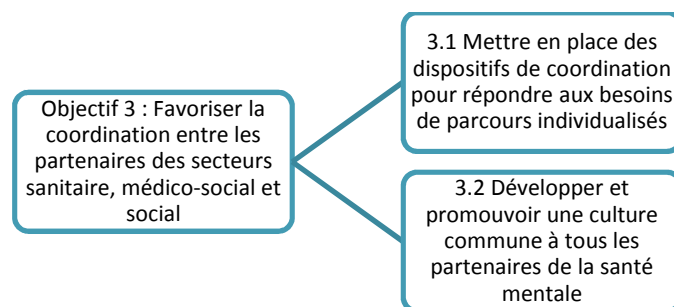 Objectif 3 : Favoriser la
coordination entre les
partenaires des secteurs
sanitaire, médico-social et
social
3.1 Mettre en place des
dispositifs de coordination
pour répondre aux besoins
de parcours individualisés
3.2 Développer et
promouvoir une culture
commune à tous les
partenaires de la santé
mentale